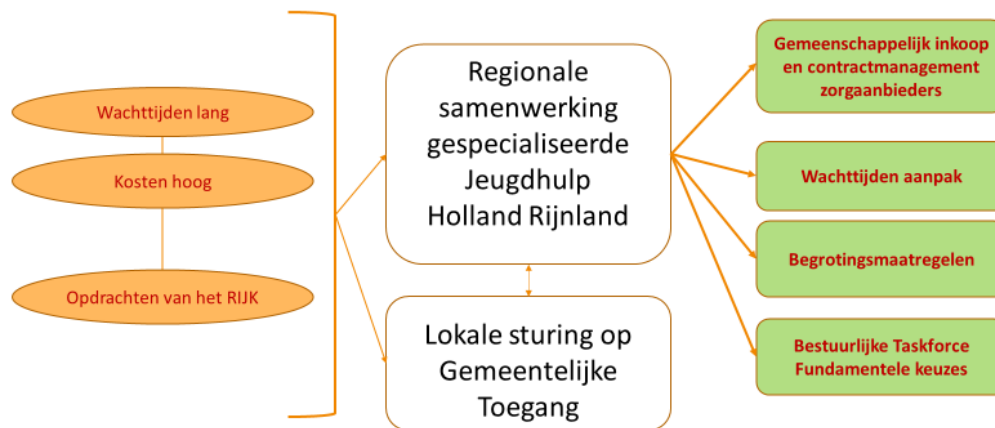 Wachttijden lang
Kosten hoog
Opdrachten van het RIJK
Regionale
samenwerking
gespecialiseerde
Jeugdhulp
Holland Rijnland
Lokale sturing op
Gemeentelijke
Toegang
Gemeenschappelijk inkoop
en contractmanagement
zorgaanbieders
Wachttijden aanpak
Begrotingsmaatregelen
Bestuurlijke Taskforce
Fundamentele keuzes